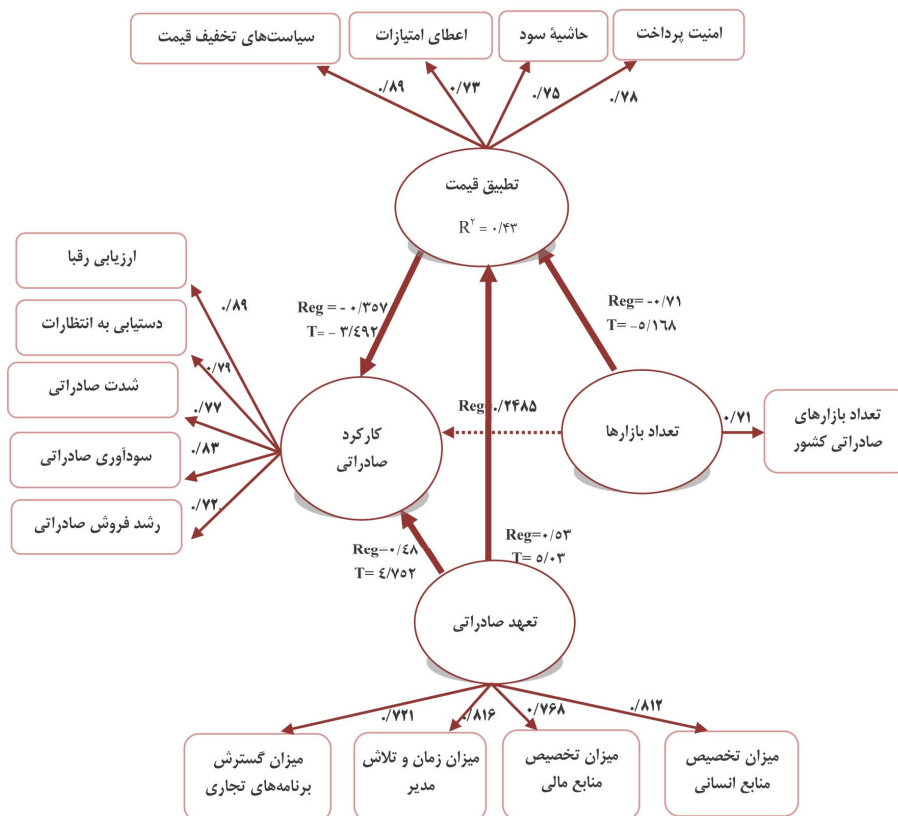 امنیت پرداخت
حاشیۀ سود
اعطای امتیازات
سیاست‌های تخفیف قیمت
۰/۷۸
۰/۷۵
۰/۷۳
۰/۸۹
تطبیق قیمت
R۲ = ۰/۴۳
ارزیابی رقبا
دستیابی به انتظارات
شدت صادراتی
سودآوری صادراتی
رشد فروش صادراتی
۰/۸۹
۰/۷۹
۰/۷۷
۰/۸۳
۰/۷۲
Reg = - ۰/۳۵۷
T= – ۳/٤۹۲
Reg= -۰/۷۱
T= –۵/۱۶۸
Reg=۰/۲۴۸۵
کارکرد
صادراتی
تعداد بازارها
۰/۷۱
تعداد بازارهای
صادراتی کشور
Reg=۰/٤۸
T= ٤/۷۵۲
Reg=۰/۵۳
T= ۵/۰۳
تعهد صادراتی
۰/۸۱۲
۰/۷۶۸
۰/۸۱۶
۰/۷۲۱
میزان تخصیص
منابع انسانی
میزان تخصیص
منابع مالی
میزان زمان و تلاش
مدیر
میزان گسترش
برنامه‌های تجاری